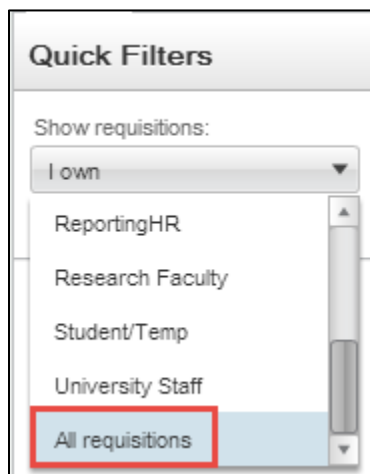 Quick Filters
Show requisitions:
I own
ReportingHR
Research Faculty
Student/Temp
University Staff
All requisitions